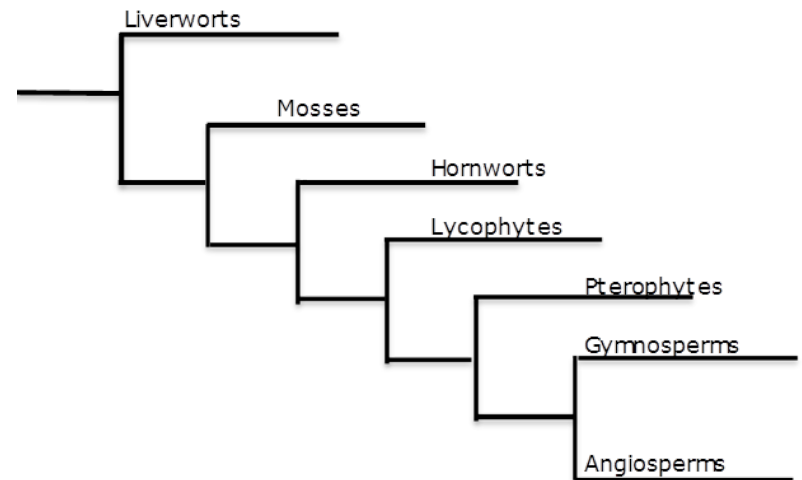 Liverworts
Mosses
Hornworts
Lycophytes
Pterophytes
Gymnosperms
Angiosperms